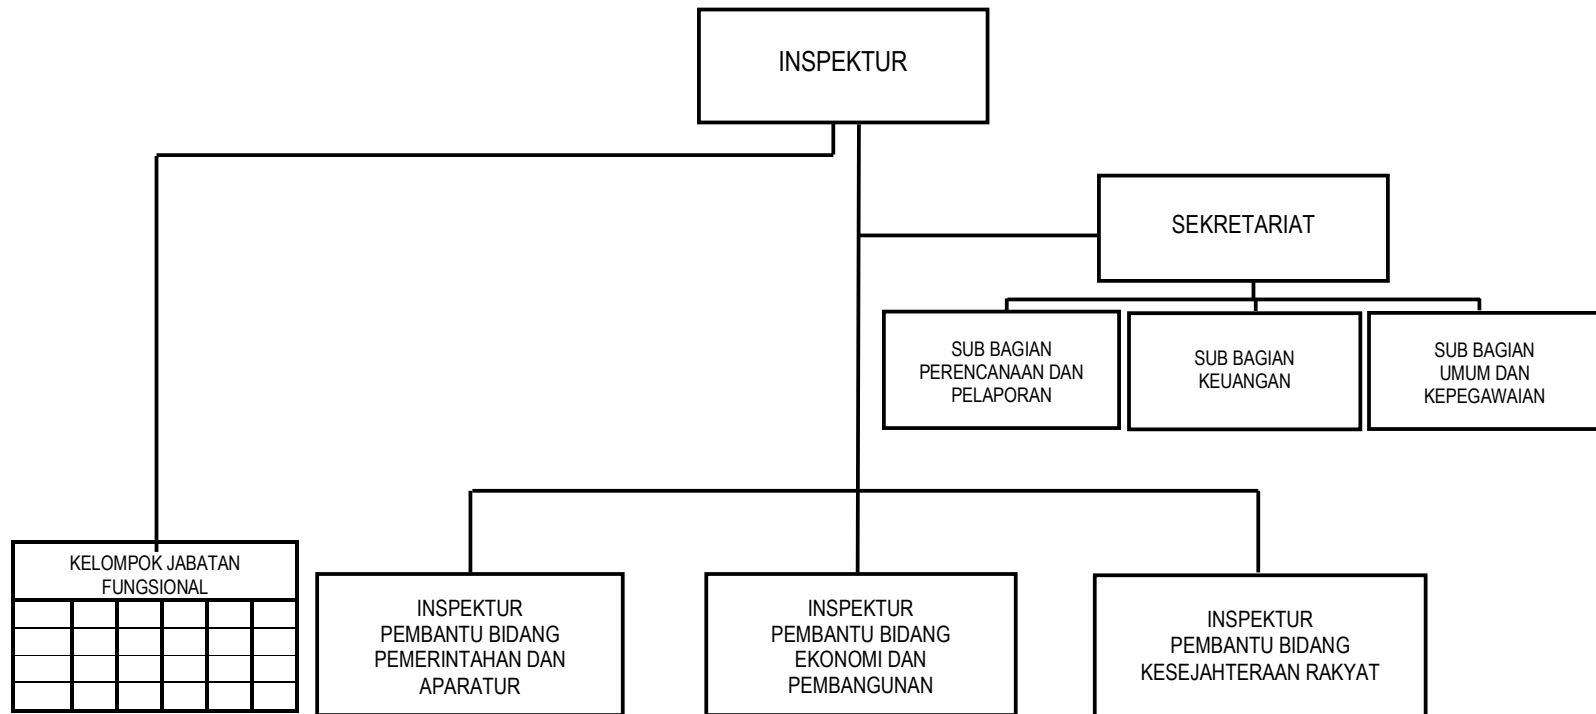 INSPEKTUR
SEKRETARIAT
SUB BAGIAN
PERENCANAAN DAN
PELAPORAN
SUB BAGIAN
KEUANGAN
SUB BAGIAN
UMUM DAN
KEPEGAWAIAN
KELOMPOK JABATAN
FUNGSIONAL
INSPEKTUR
PEMBANTU BIDANG
PEMERINTAHAN DAN
APARATUR
INSPEKTUR
PEMBANTU BIDANG
EKONOMI DAN
PEMBANGUNAN
INSPEKTUR
PEMBANTU BIDANG
KESEJAHTERAAN RAKYAT